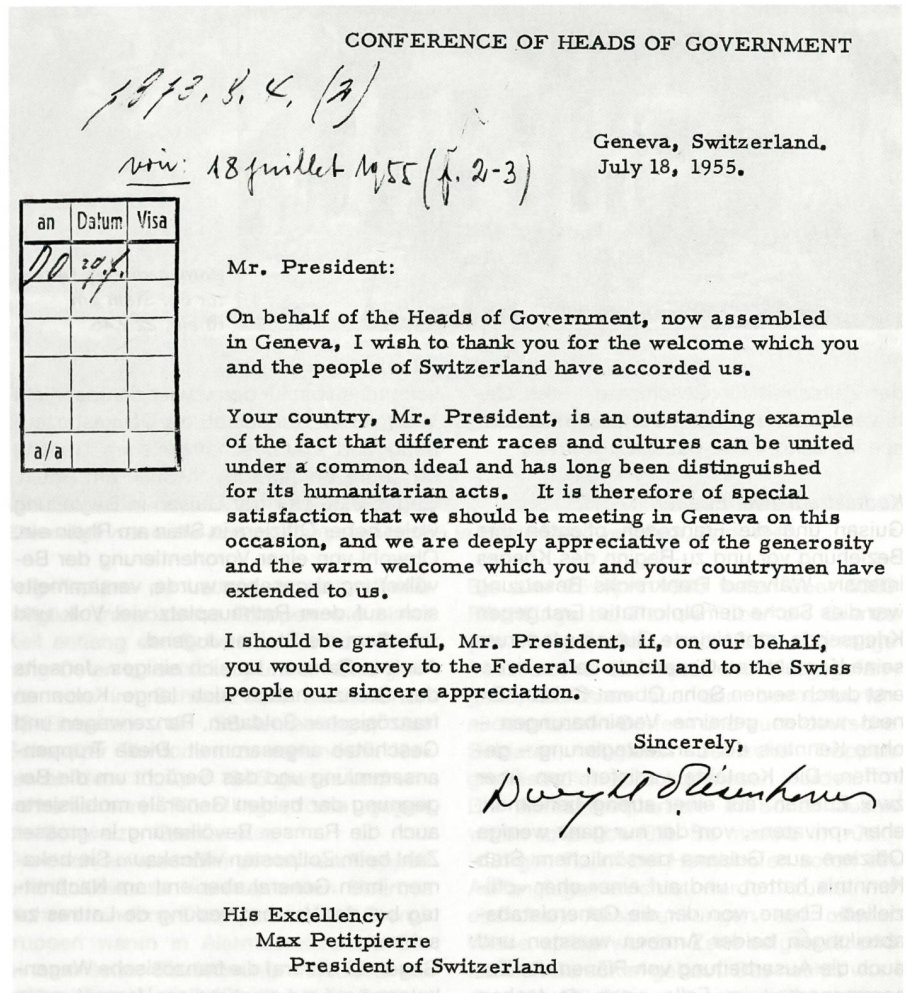 CONFERENCE OF HEADS OF GOVERNMENT
voir: 18 juillet 1955 (p. 2-3)
Geneva, Switzerland.
July 18, 1955.
an Datum Visa
a/a
Mr. President:
On behalf of the Heads of Government, now assembled
in Geneva, I wish to thank you for the welcome which you
and the people of Switzerland have accorded us.
Your country, Mr. President, is an outstanding example
of the fact that different races and cultures can be united
under a common ideal and has long been distinguished
for its humanitarian acts. It is therefore of special
satisfaction that we should be meeting in Geneva on this
occasion, and we are deeply appreciative of the generosity
and the warm welcome which you and your countrymen have
extended to us.
I should be grateful, Mr. President, if, on our behalf,
you would convey to the Federal Council and to the Swiss
people our sincere appreciation.
Sincerely,
Dwight D Eisenhower
His Excellency
Max Petitpierre
President of Switzerland